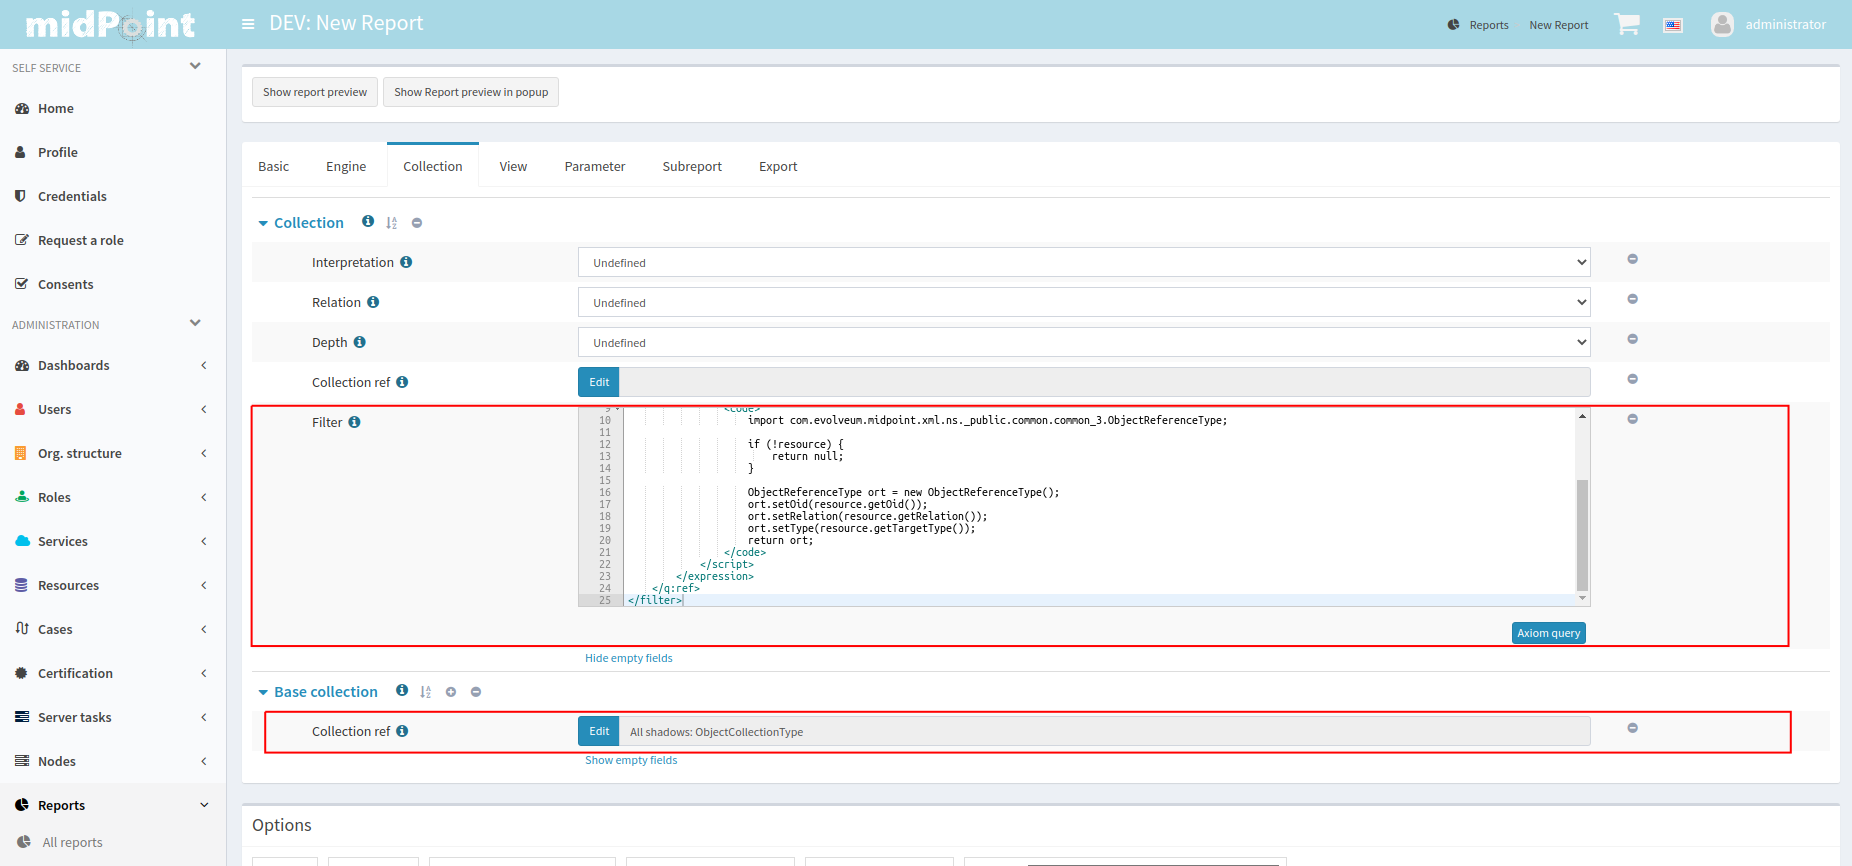 midPoint
DEV: New Report
Reports New Report
administrator
SELF SERVICE
Home
Profile
Credentials
Request a role
Consents
ADMINISTRATION
Dashboards
Users
Org. structure
Roles
Services
Resources
Cases
Certification
Server tasks
Nodes
Reports
All reports
Show report preview Show Report preview in popup
Basic Engine Collection View Parameter Subreport Export
Collection
Interpretation Undefined
Relation Undefined
Depth Undefined
Collection ref Edit
Filter
9 <code>
10 import com.evolveum.midpoint.xml.ns._public.common.common_3.ObjectReferenceType;
11
12 if (!resource) {
13 return null;
14 }
15
16 ObjectReferenceType ort = new ObjectReferenceType();
17 ort.setOid(resource.getOid());
18 ort.setRelation(resource.getRelation());
19 ort.setType(resource.getTargetType());
20 return ort;
21 </code>
22 </script>
23 </expression>
24 </q:ref>
25 </filter>
Axiom query
Hide empty fields
Base collection
Collection ref Edit All shadows: ObjectCollectionType
Show empty fields
Options